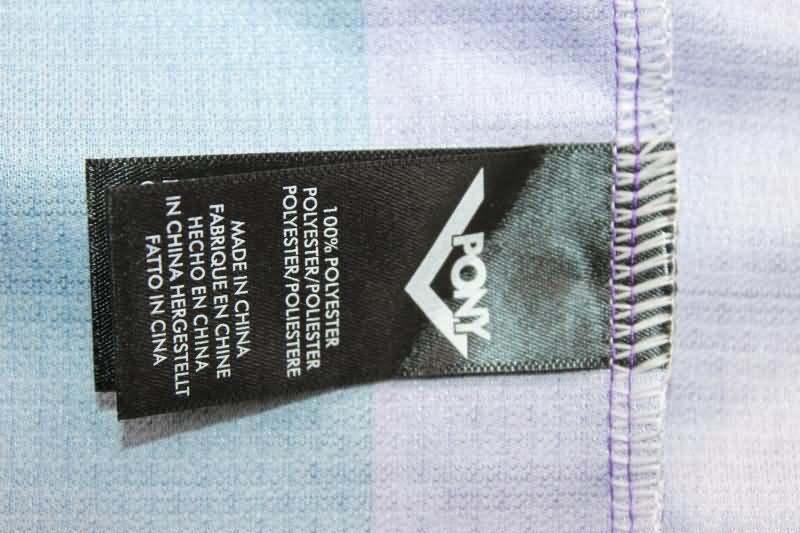 PONY
100% POLYESTER
POLYESTER/POLIESTER
POLYESTER/POLIESTERE
MADE IN CHINA
FABRIQUE EN CHINE
HECHO EN CHINA
IN CHINA HERGESTELLT
FATTO IN CINA